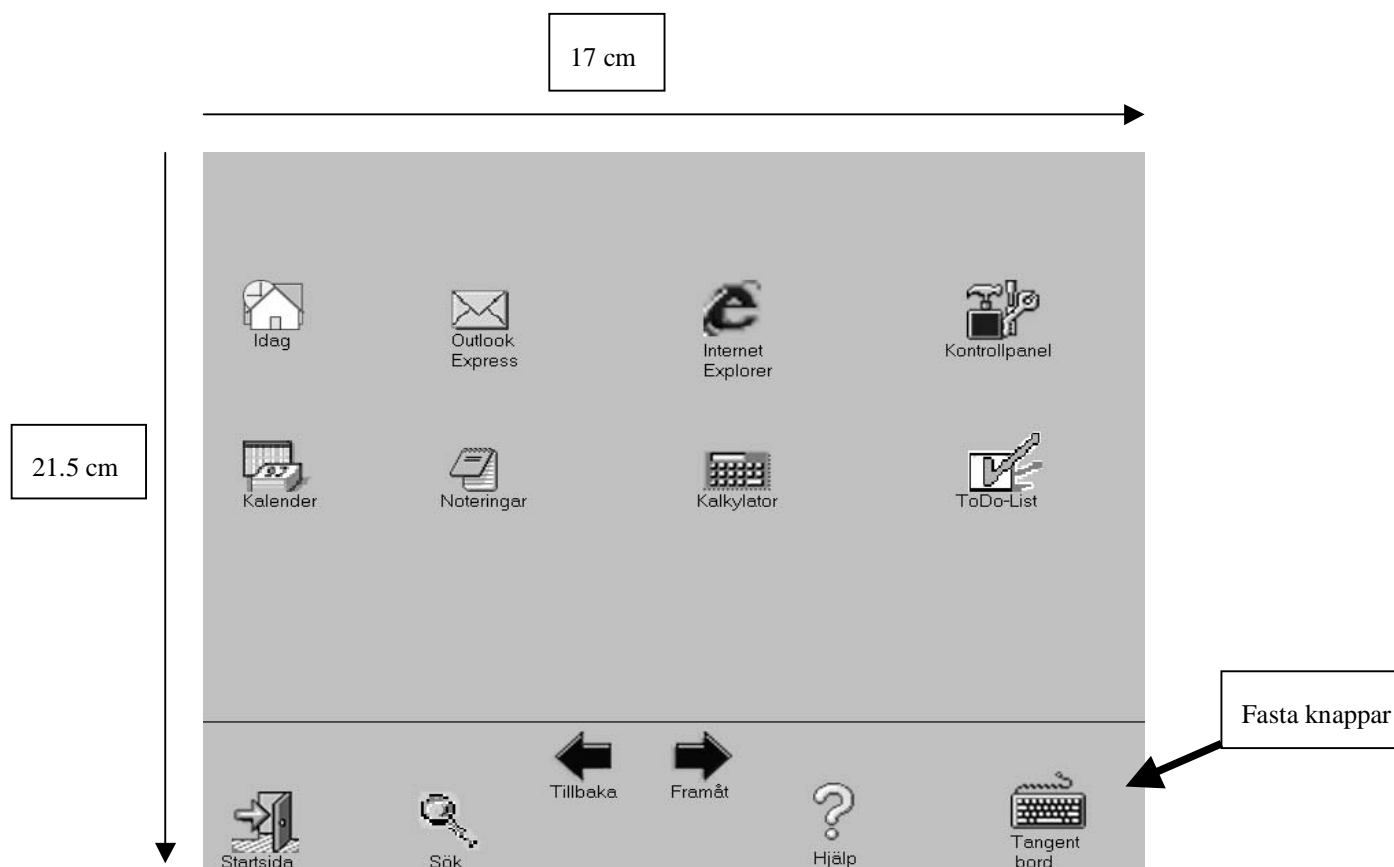 17 cm
Idag
Outlook
Express
Internet
Explorer
Kontrollpanel
21.5 cm
Kalender
Noteringar
Kalkylator
ToDo-List
Fasta knappar
Tillbaka
Framåt
Startsida
Sök
Hjälp
Tangent
bord